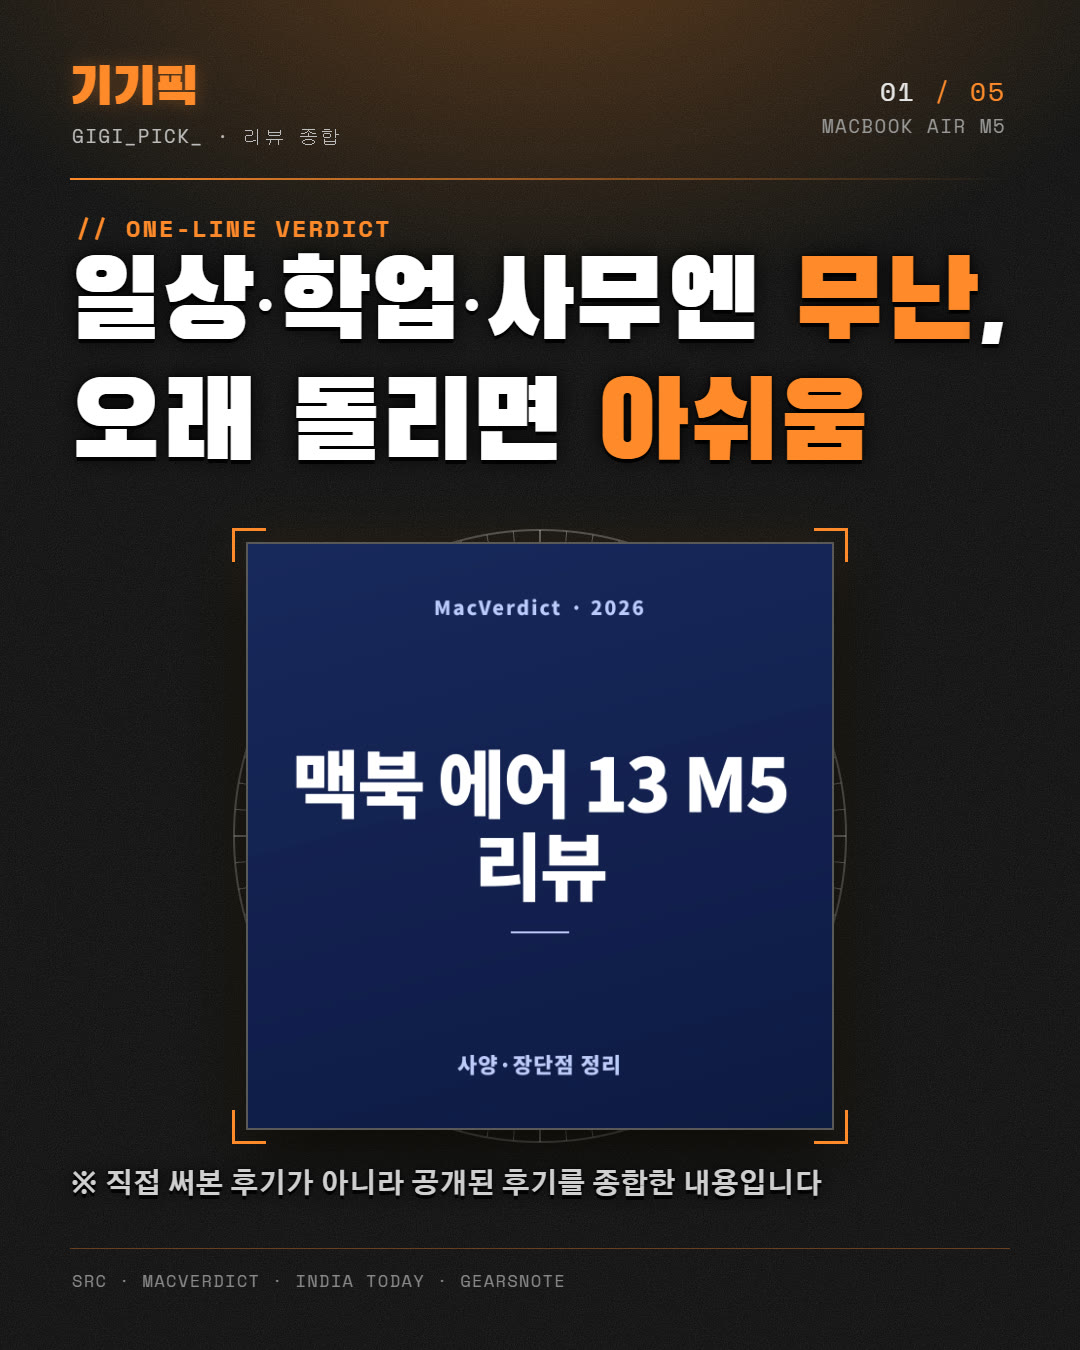 기기픽
GIGI_PICK_ · 리뷰 종합
01 / 05
MACBOOK AIR M5
// ONE-LINE VERDICT
일상·학업·사무엔 무난,
오래 돌리면 아쉬움
MacVerdict · 2026
맥북 에어 13 M5
리뷰
사양·장단점 정리
※ 직접 써본 후기가 아니라 공개된 후기를 종합한 내용입니다
SRC · MACVERDICT · INDIA TODAY · GEARSNOTE